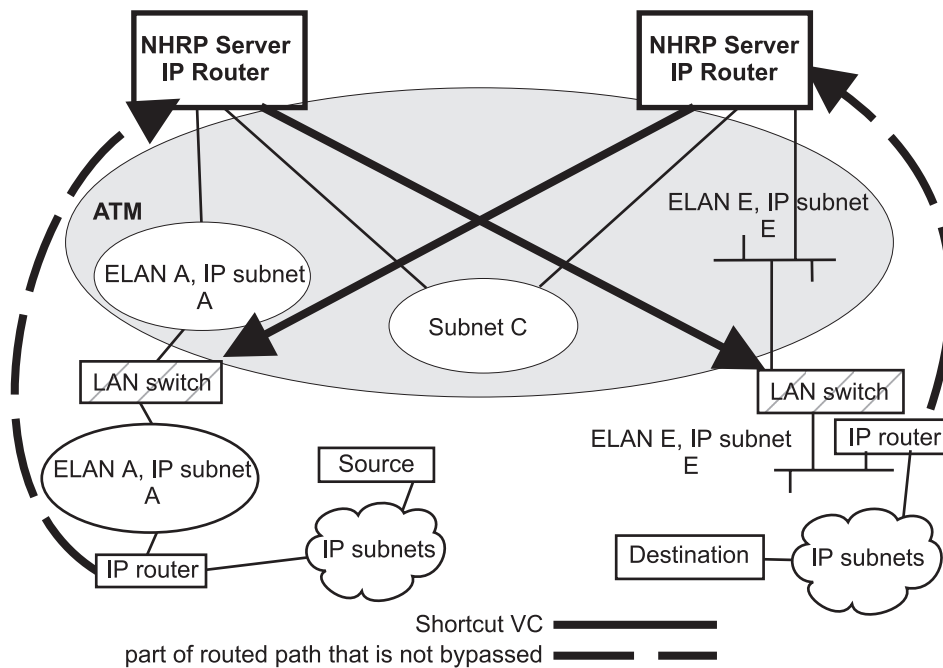 NHRP Server
IP Router
NHRP Server
IP Router
ATM
ELAN E, IP subnet
E
ELAN A, IP subnet
A
Subnet C
LAN switch
LAN switch
ELAN E, IP subnet
E
IP router
ELAN A, IP subnet
A
Source
IP subnets
IP router
Destination
IP subnets
Shortcut VC
part of routed path that is not bypassed